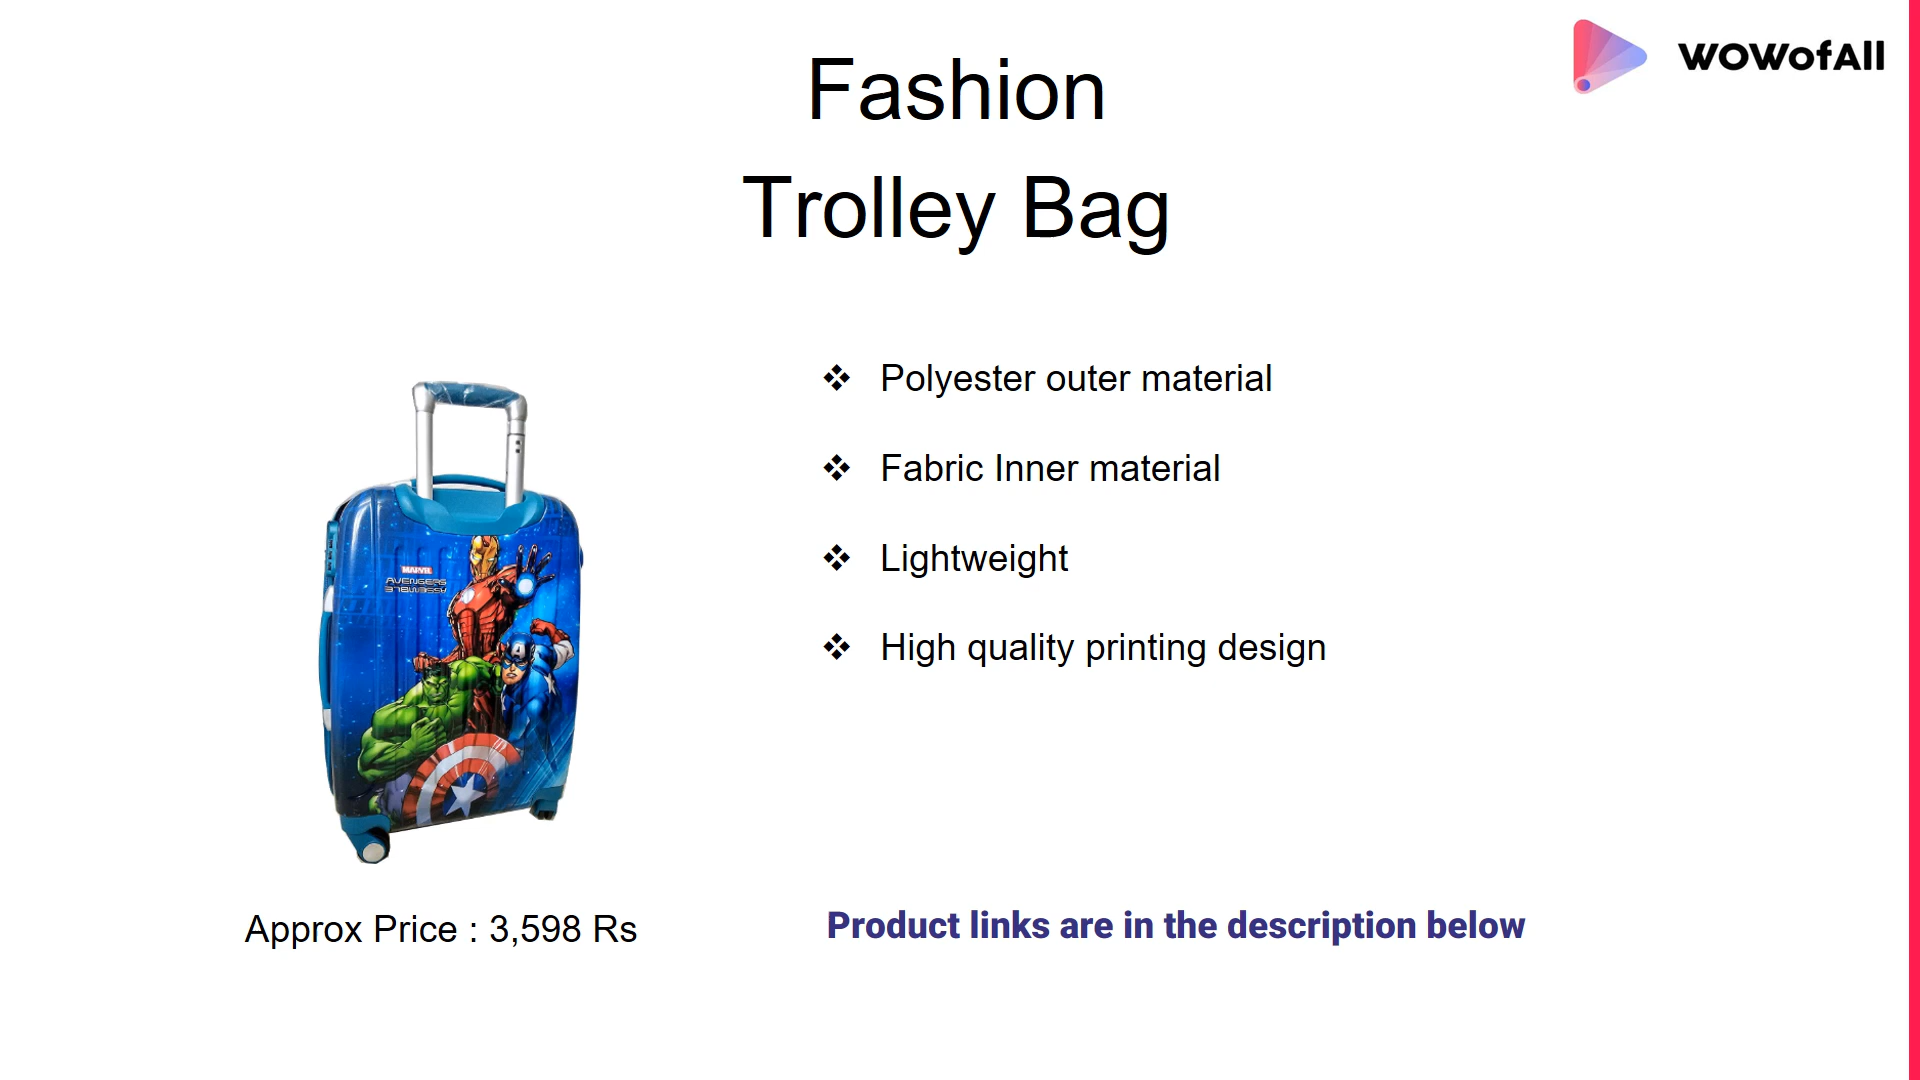 WOWofAll
Fashion
Trolley Bag
❖ Polyester outer material
❖ Fabric Inner material
❖ Lightweight
❖ High quality printing design
MARVEL
AVENGERS
ASSEMBLE
Approx Price : 3,598 Rs
Product links are in the description below